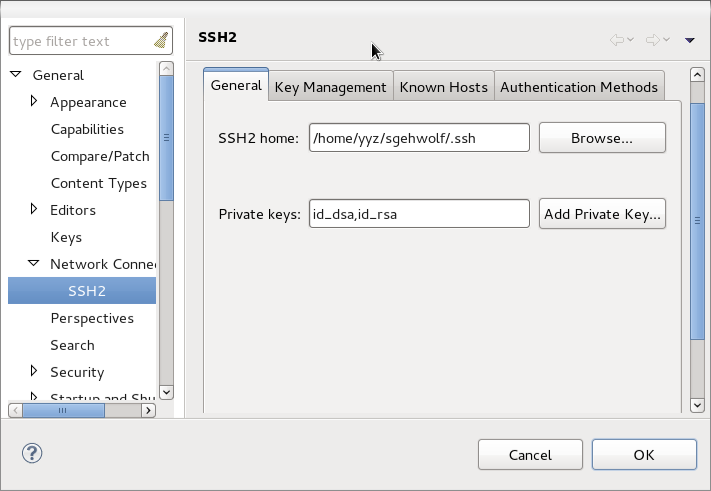 type filter text
General
Appearance
Capabilities
Compare/Patch
Content Types
Editors
Keys
Network Conne
SSH2
Perspectives
Search
Security
Startup and Shu
SSH2
General Key Management Known Hosts Authentication Methods
SSH2 home: /home/yyz/sgehwolf/.ssh Browse...
Private keys: id_dsa,id_rsa Add Private Key...
? Cancel OK